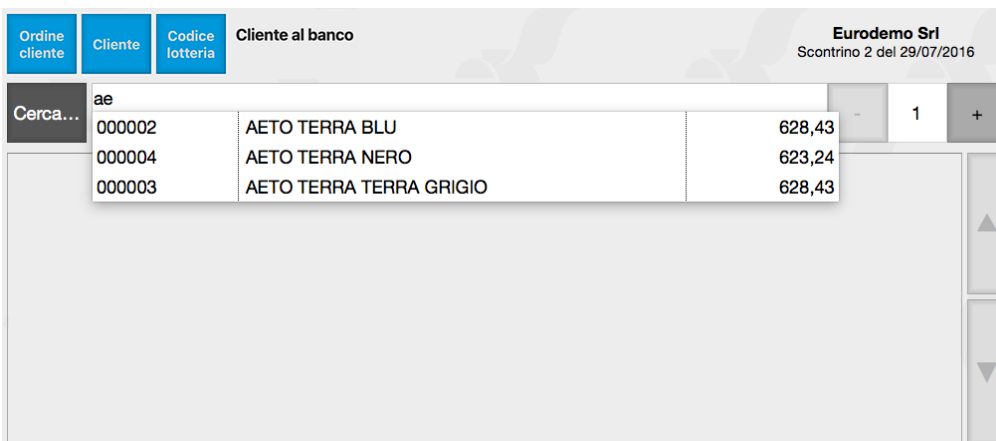 Ordine
cliente
Cliente
Codice
lotteria
Cliente al banco
Eurodemo Srl
Scontrino 2 del 29/07/2016
Cerca...
ae
- 1 +
000002 AETO TERRA BLU 628,43
000004 AETO TERRA NERO 623,24
000003 AETO TERRA TERRA GRIGIO 628,43